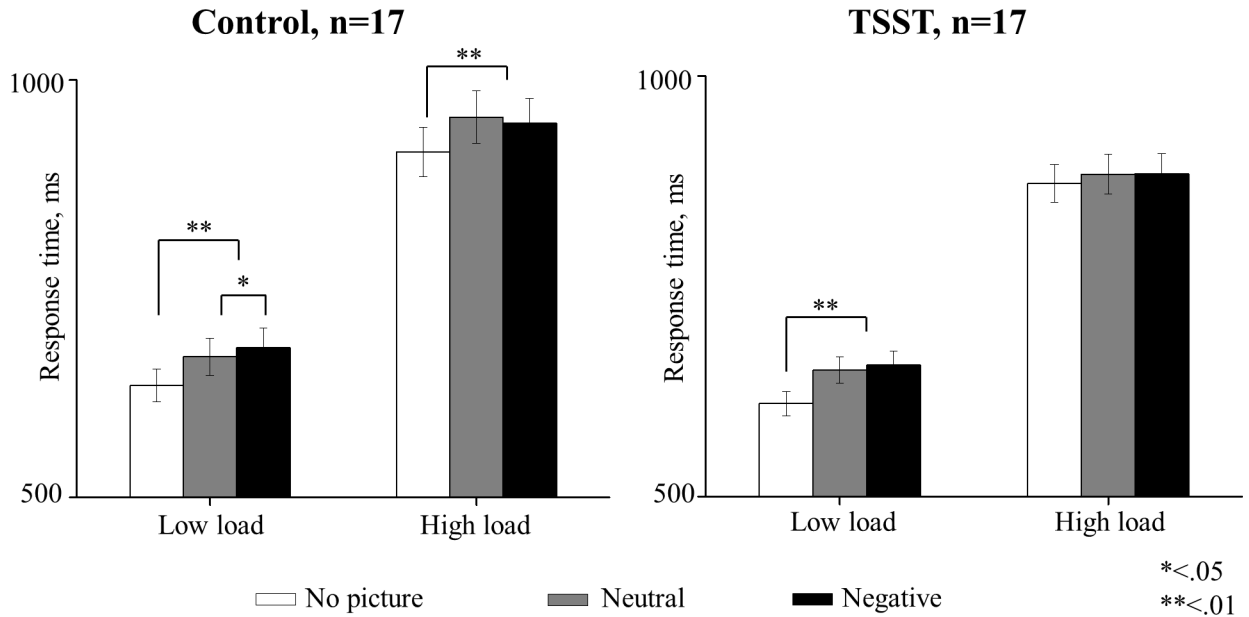 Control, n=17
1000
Response time, ms
500
**
*
**
Low load
High load
TSST, n=17
1000
Response time, ms
500
**
Low load
High load
No picture
Neutral
Negative
*<.05
**<.01